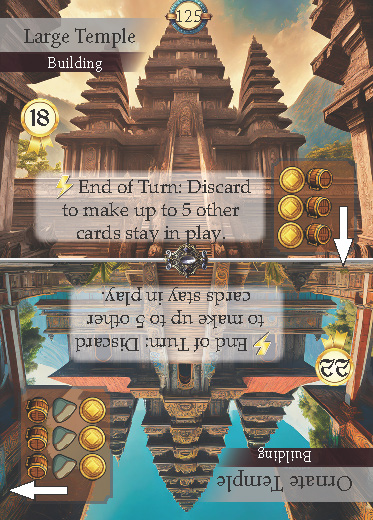 125
Large Temple
Building
18
End of Turn: Discard
to make up to 5 other
cards stay in play.
Ornate Temple
Building
22
End of Turn: Discard
to make up to 5 other
cards stay in play.